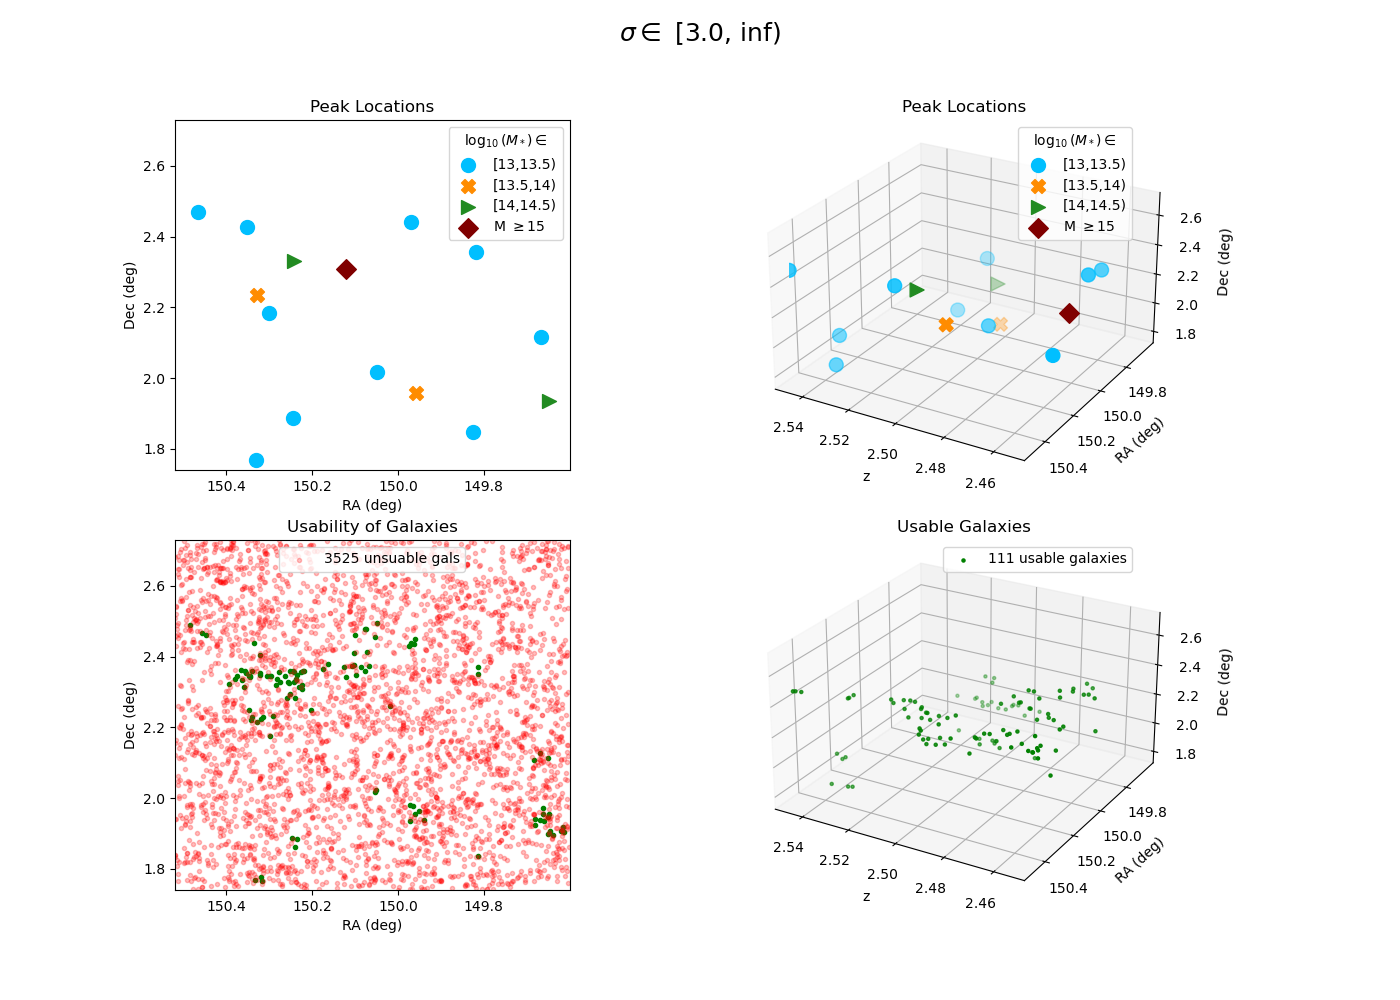 σ ∈ [3.0, inf)
Peak Locations
log₁₀(M*) ∈
[13,13.5)
[13.5,14)
[14,14.5)
M ≥15
2.6
2.4
2.2
2.0
1.8
Dec (deg)
150.4 150.2 150.0 149.8
RA (deg)
Peak Locations
log₁₀(M*) ∈
[13,13.5)
[13.5,14)
[14,14.5)
M ≥15
2.6
2.4
2.2
2.0
1.8
Dec (deg)
149.8
150.0
150.2
150.4
RA (deg)
2.54
2.52
2.50
2.48
2.46
z
Usability of Galaxies
3525 unsuable gals
2.6
2.4
2.2
2.0
1.8
Dec (deg)
150.4 150.2 150.0 149.8
RA (deg)
Usable Galaxies
111 usable galaxies
2.6
2.4
2.2
2.0
1.8
Dec (deg)
149.8
150.0
150.2
150.4
RA (deg)
2.54
2.52
2.50
2.48
2.46
z